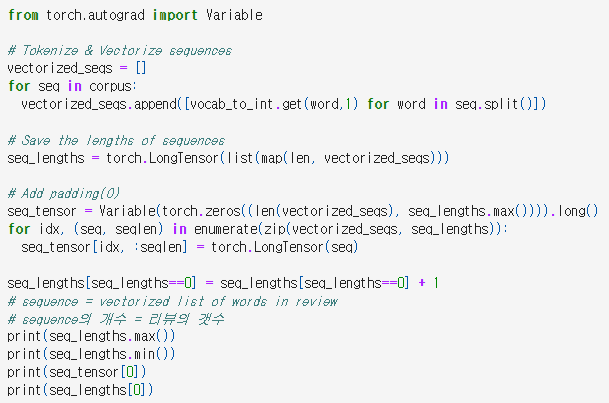 from torch.autograd import Variable
# Tokenize & Vectorize sequences
vectorized_seqs = []
for seq in corpus:
  vectorized_seqs.append([vocab_to_int.get(word,1) for word in seq.split()])
# Save the lengths of sequences
seq_lengths = torch.LongTensor(list(map(len, vectorized_seqs)))
# Add padding(0)
seq_tensor = Variable(torch.zeros((len(vectorized_seqs), seq_lengths.max()))).long()
for idx, (seq, seqlen) in enumerate(zip(vectorized_seqs, seq_lengths)):
  seq_tensor[idx, :seqlen] = torch.LongTensor(seq)
seq_lengths[seq_lengths==0] = seq_lengths[seq_lengths==0] + 1
# sequence = vectorized list of words in review
# sequence의 개수 = 리뷰의 갯수
print(seq_lengths.max())
print(seq_lengths.min())
print(seq_tensor[0])
print(seq_lengths[0])